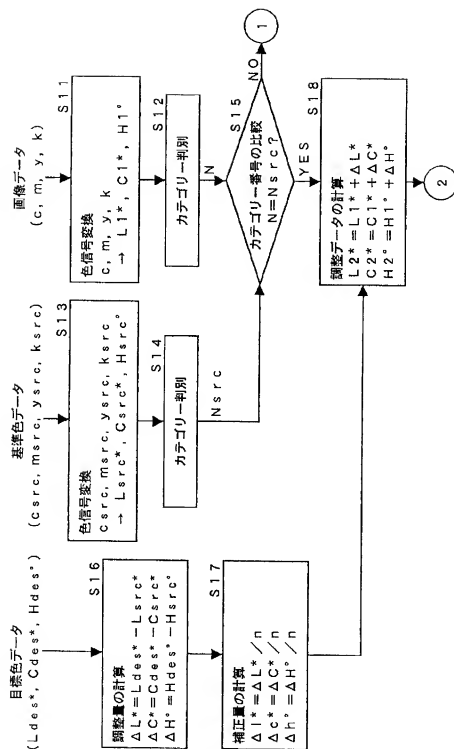 目標色データ
(Ldes*, Cdes*, Hdes°)
S16
調整量の計算
ΔL*=Ldes*-Lsrc*
ΔC*=Cdes*-Csrc*
ΔH°=Hdes°-Hsrc°
S17
補正量の計算
Δl*=ΔL*/n
Δc*=ΔC*/n
Δh°=ΔH°/n
基準色データ
(csrc, msrc, ysrc, ksrc)
S13
色信号変換
csrc, msrc, ysrc, ksrc
→ Lsrc*, Csrc*, Hsrc°
S14
カテゴリー判別
Nsrc
画像データ
(c, m, y, k)
S11
色信号変換
c, m, y, k
→ L1*, C1*, H1°
S12
カテゴリー判別
N
S15
カテゴリー番号の比較
N=Nsrc?
NO
1
YES
S18
調整データの計算
L2*=L1*+ΔL*
C2*=C1*+ΔC*
H2°=H1°+ΔH°
2